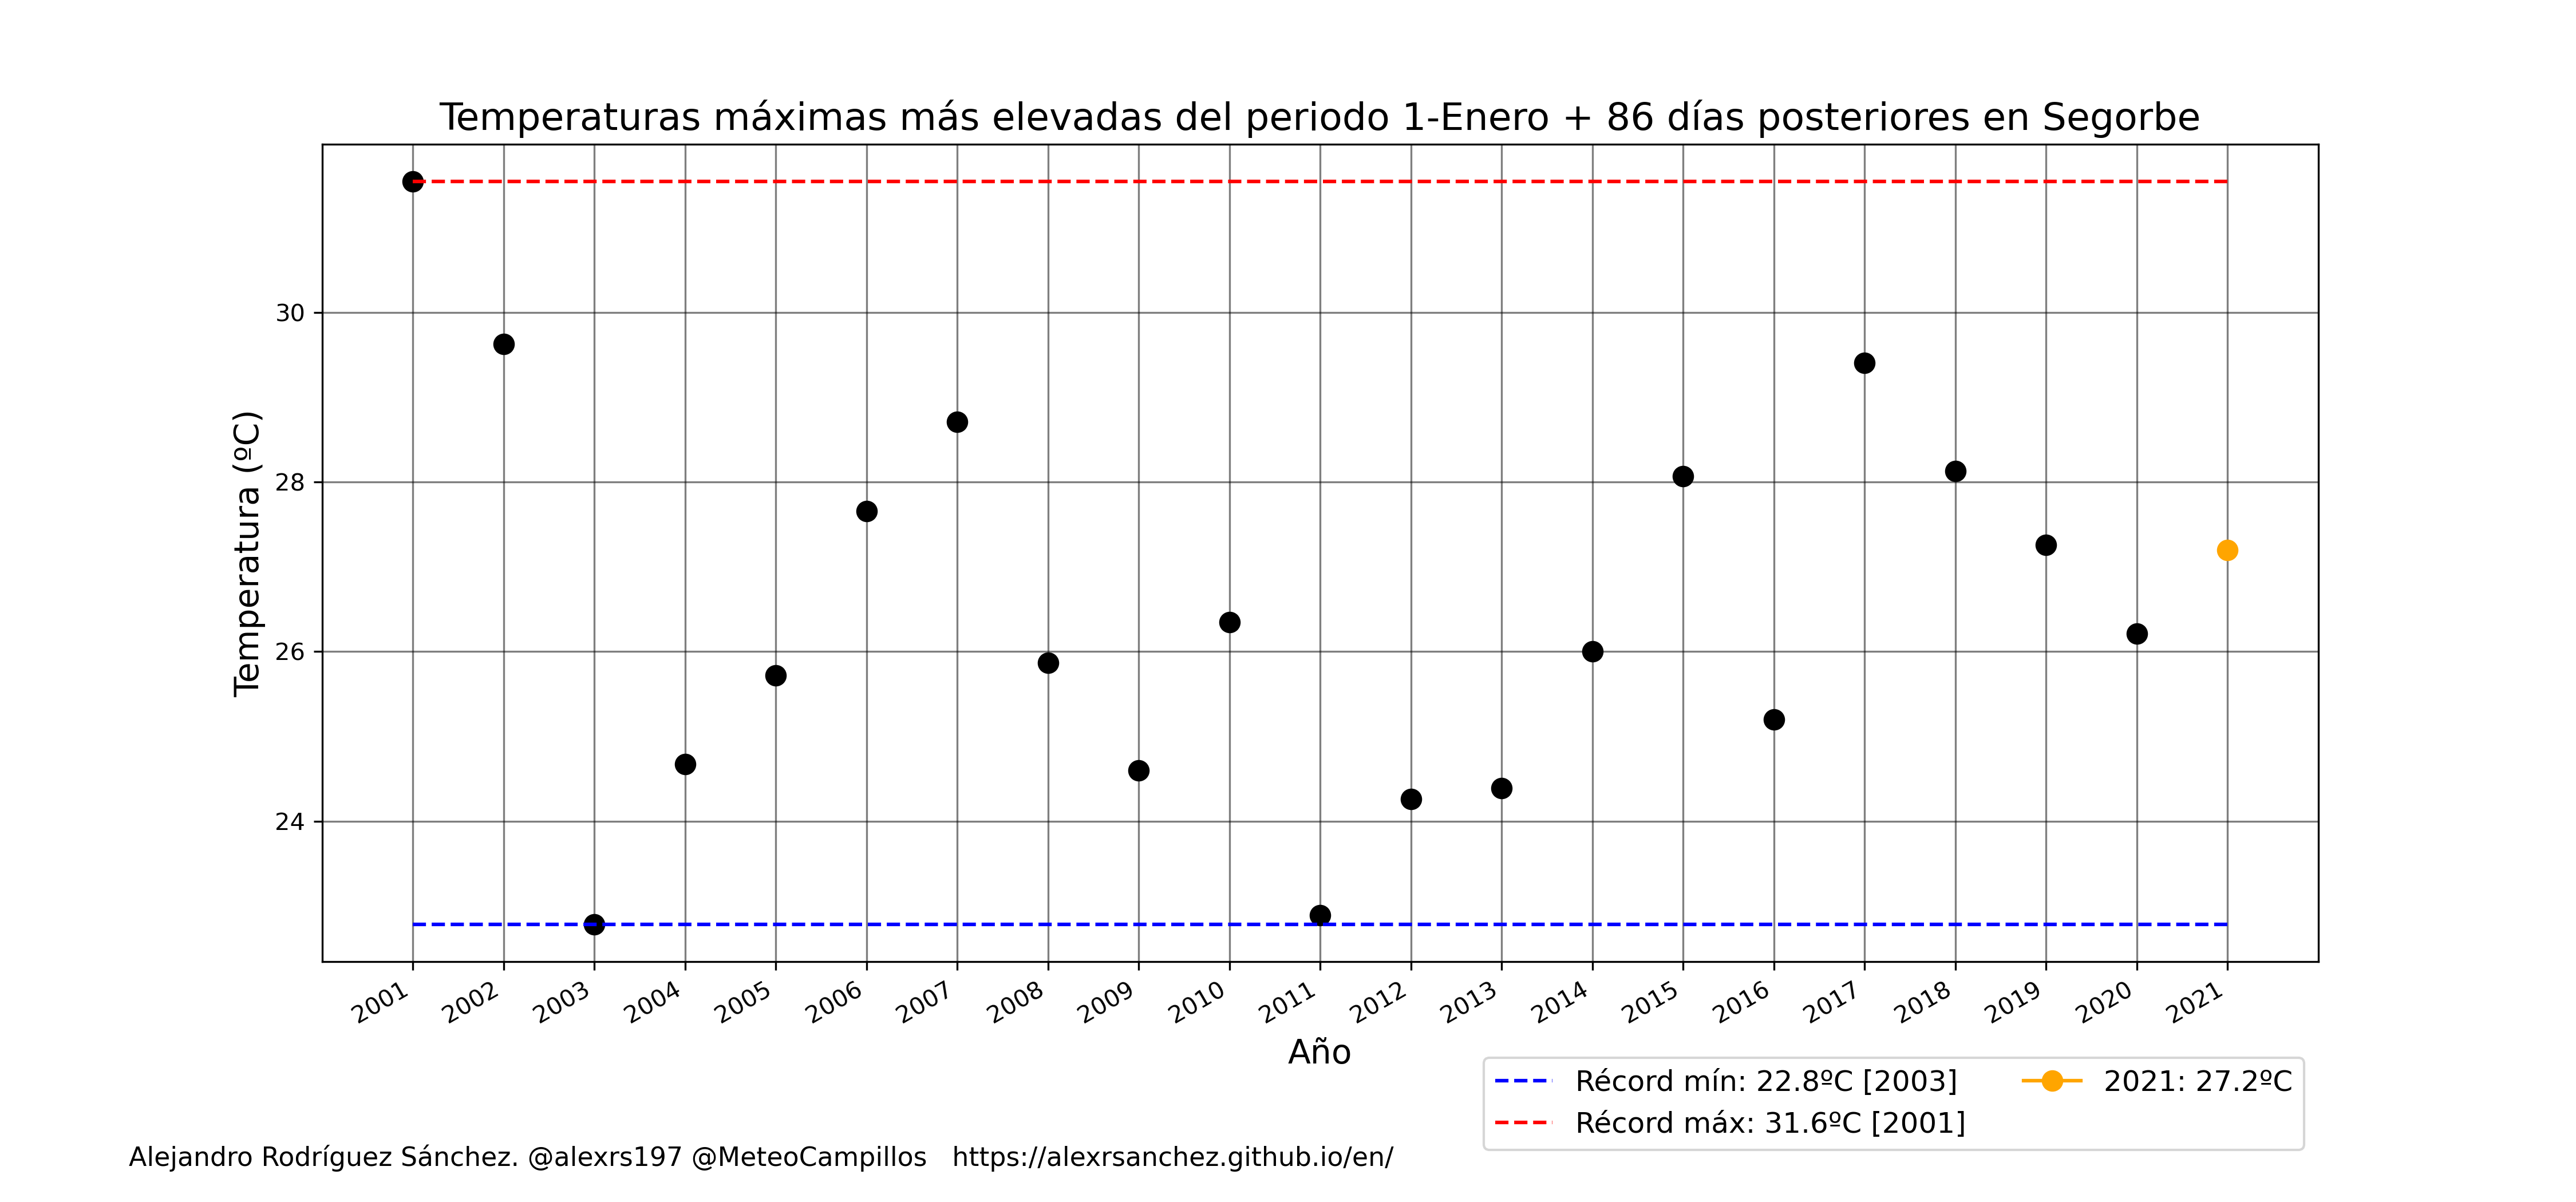 Temperaturas máximas más elevadas del periodo 1-Enero + 86 días posteriores en Segorbe
Temperatura (ºC)
30
28
26
24
2001 2002 2003 2004 2005 2006 2007 2008 2009 2010 2011 2012 2013 2014 2015 2016 2017 2018 2019 2020 2021
Año
Récord mín: 22.8ºC [2003]
Récord máx: 31.6ºC [2001]
2021: 27.2ºC
Alejandro Rodríguez Sánchez. @alexrs197 @MeteoCampillos https://alexrsanchez.github.io/en/